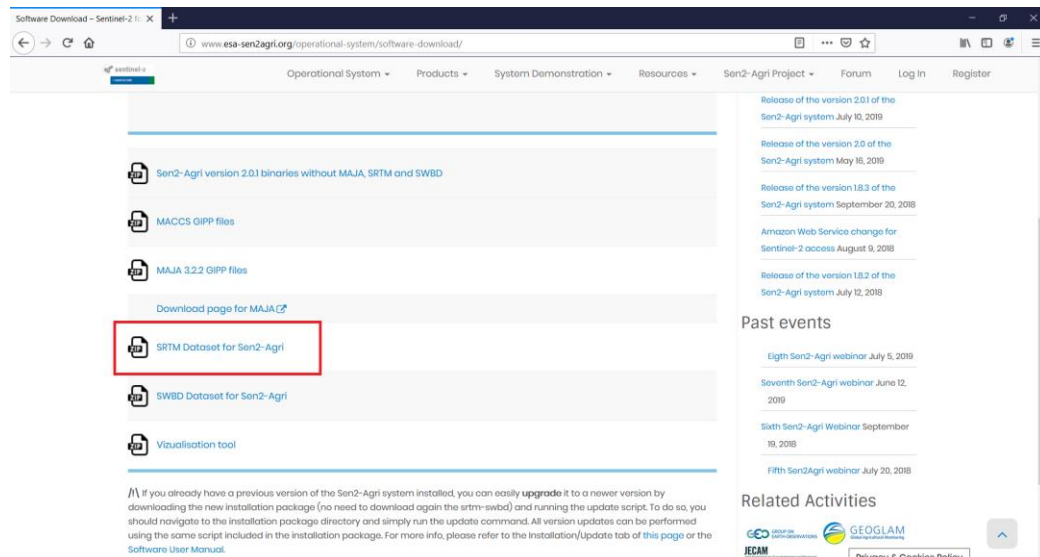 Software Download – Sentinel-2 fo
www.esa-sen2agri.org/operational-system/software-download/
sentinel-2
Operational System
Products
System Demonstration
Resources
Sen2-Agri Project
Forum
Log In
Register
Sen2-Agri version 2.0.1 binaries without MAJA, SRTM and SWBD
MACCS GIPP files
MAJA 3.2.2 GIPP files
Download page for MAJA
SRTM Dataset for Sen2-Agri
SWBD Dataset for Sen2-Agri
Vizualisation tool
ZIP
ZIP
ZIP
ZIP
ZIP
ZIP
/!\ If you already have a previous version of the Sen2-Agri system installed, you can easily upgrade it to a newer version by
downloading the new installation package (no need to download again the srtm-swbd) and running the update script. To do so, you
should navigate to the installation package directory and simply run the update command. All version updates can be performed
using the same script included in the installation package. For more info, please refer to the Installation/Update tab of this page or the
Software User Manual.
Release of the version 2.0.1 of the
Sen2-Agri system July 10, 2019
Release of the version 2.0 of the
Sen2-Agri system May 16, 2019
Release of the version 1.8.3 of the
Sen2-Agri system September 20, 2018
Amazon Web Service change for
Sentinel-2 access August 9, 2018
Release of the version 1.8.2 of the
Sen2-Agri system July 12, 2018
Past events
Eigth Sen2-Agri webinar July 5, 2019
Seventh Sen2-Agri webinar June 12,
2019
Sixth Sen2-Agri Webinar September
19, 2018
Fifth Sen2Agri webinar July 20, 2018
Related Activities
GEO GROUP ON
EARTH OBSERVATIONS
GEOGLAM
JECAM
Privacy & Cookies Policy